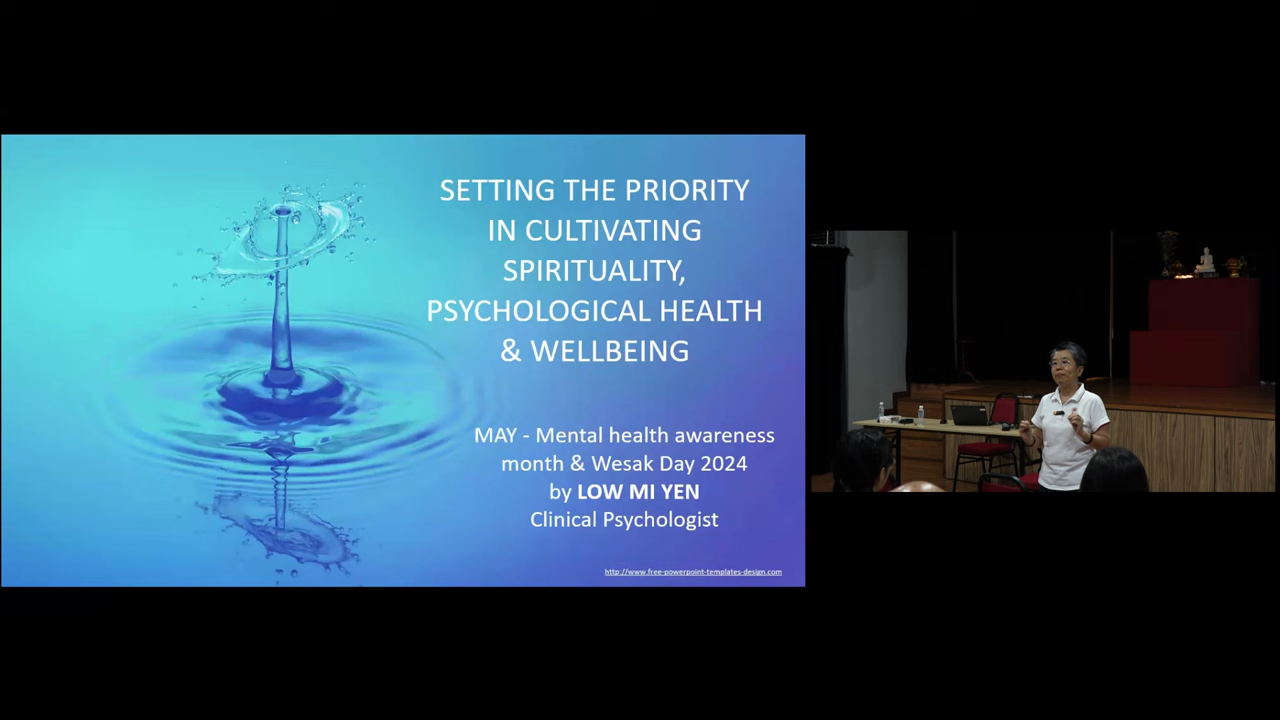 SETTING THE PRIORITY
IN CULTIVATING
SPIRITUALITY,
PSYCHOLOGICAL HEALTH
& WELLBEING
MAY - Mental health awareness
month & Wesak Day 2024
by LOW MI YEN
Clinical Psychologist
http://www.free-powerpoint-templates-design.com